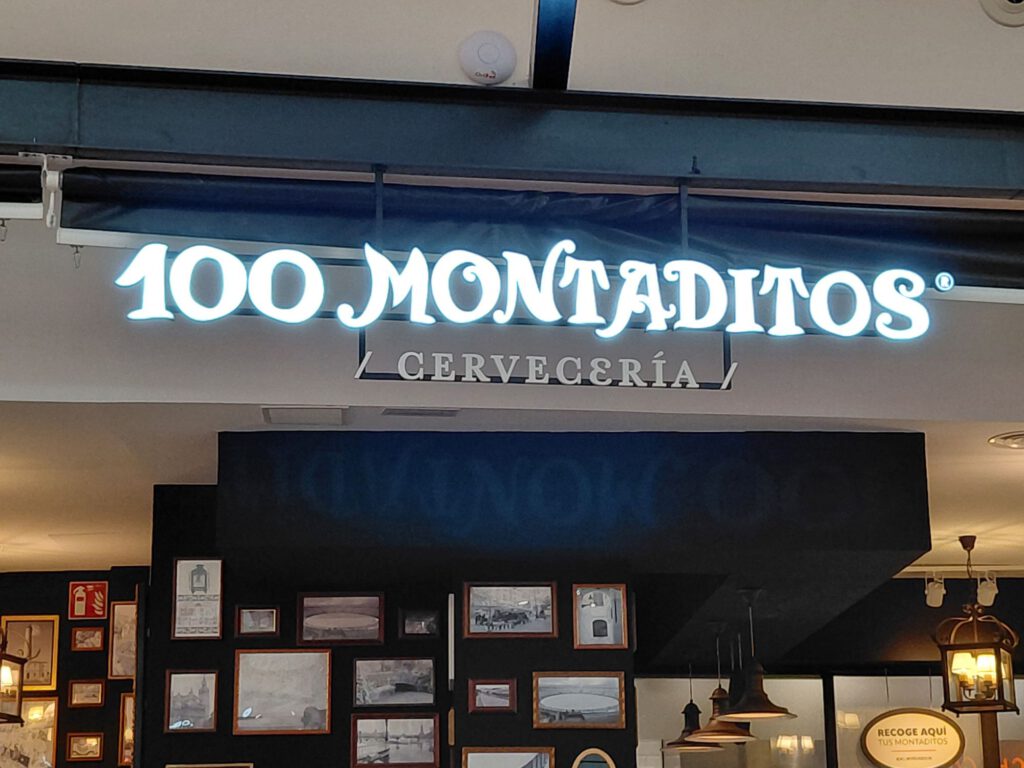 100 MONTADITOS®
/ CERVECERÍA /
RECOGE AQUÍ
TUS MONTADITOS